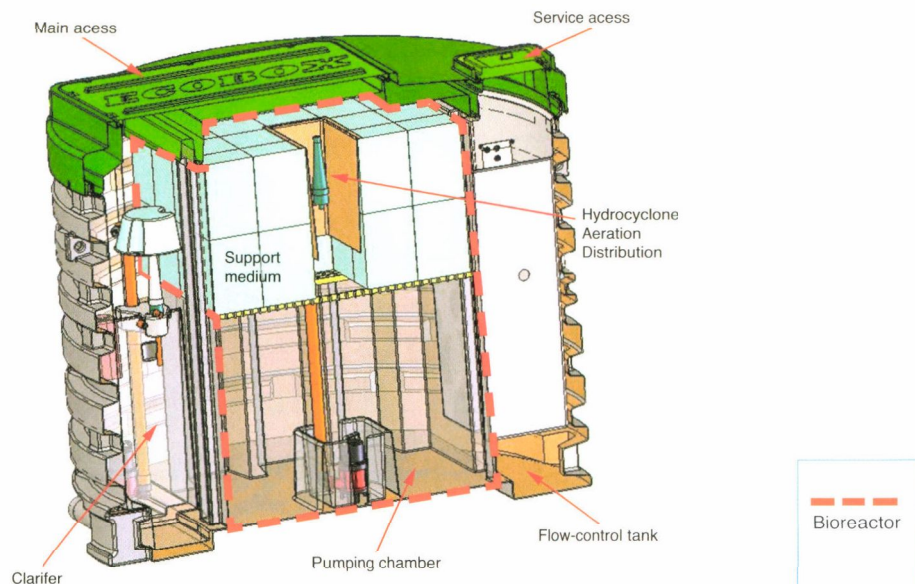 Service acess
Main acess
ECOBOX
Hydrocyclone
Aeration
Distribution
Support
medium
Bioreactor
Flow-control tank
Pumping chamber
Clarifer